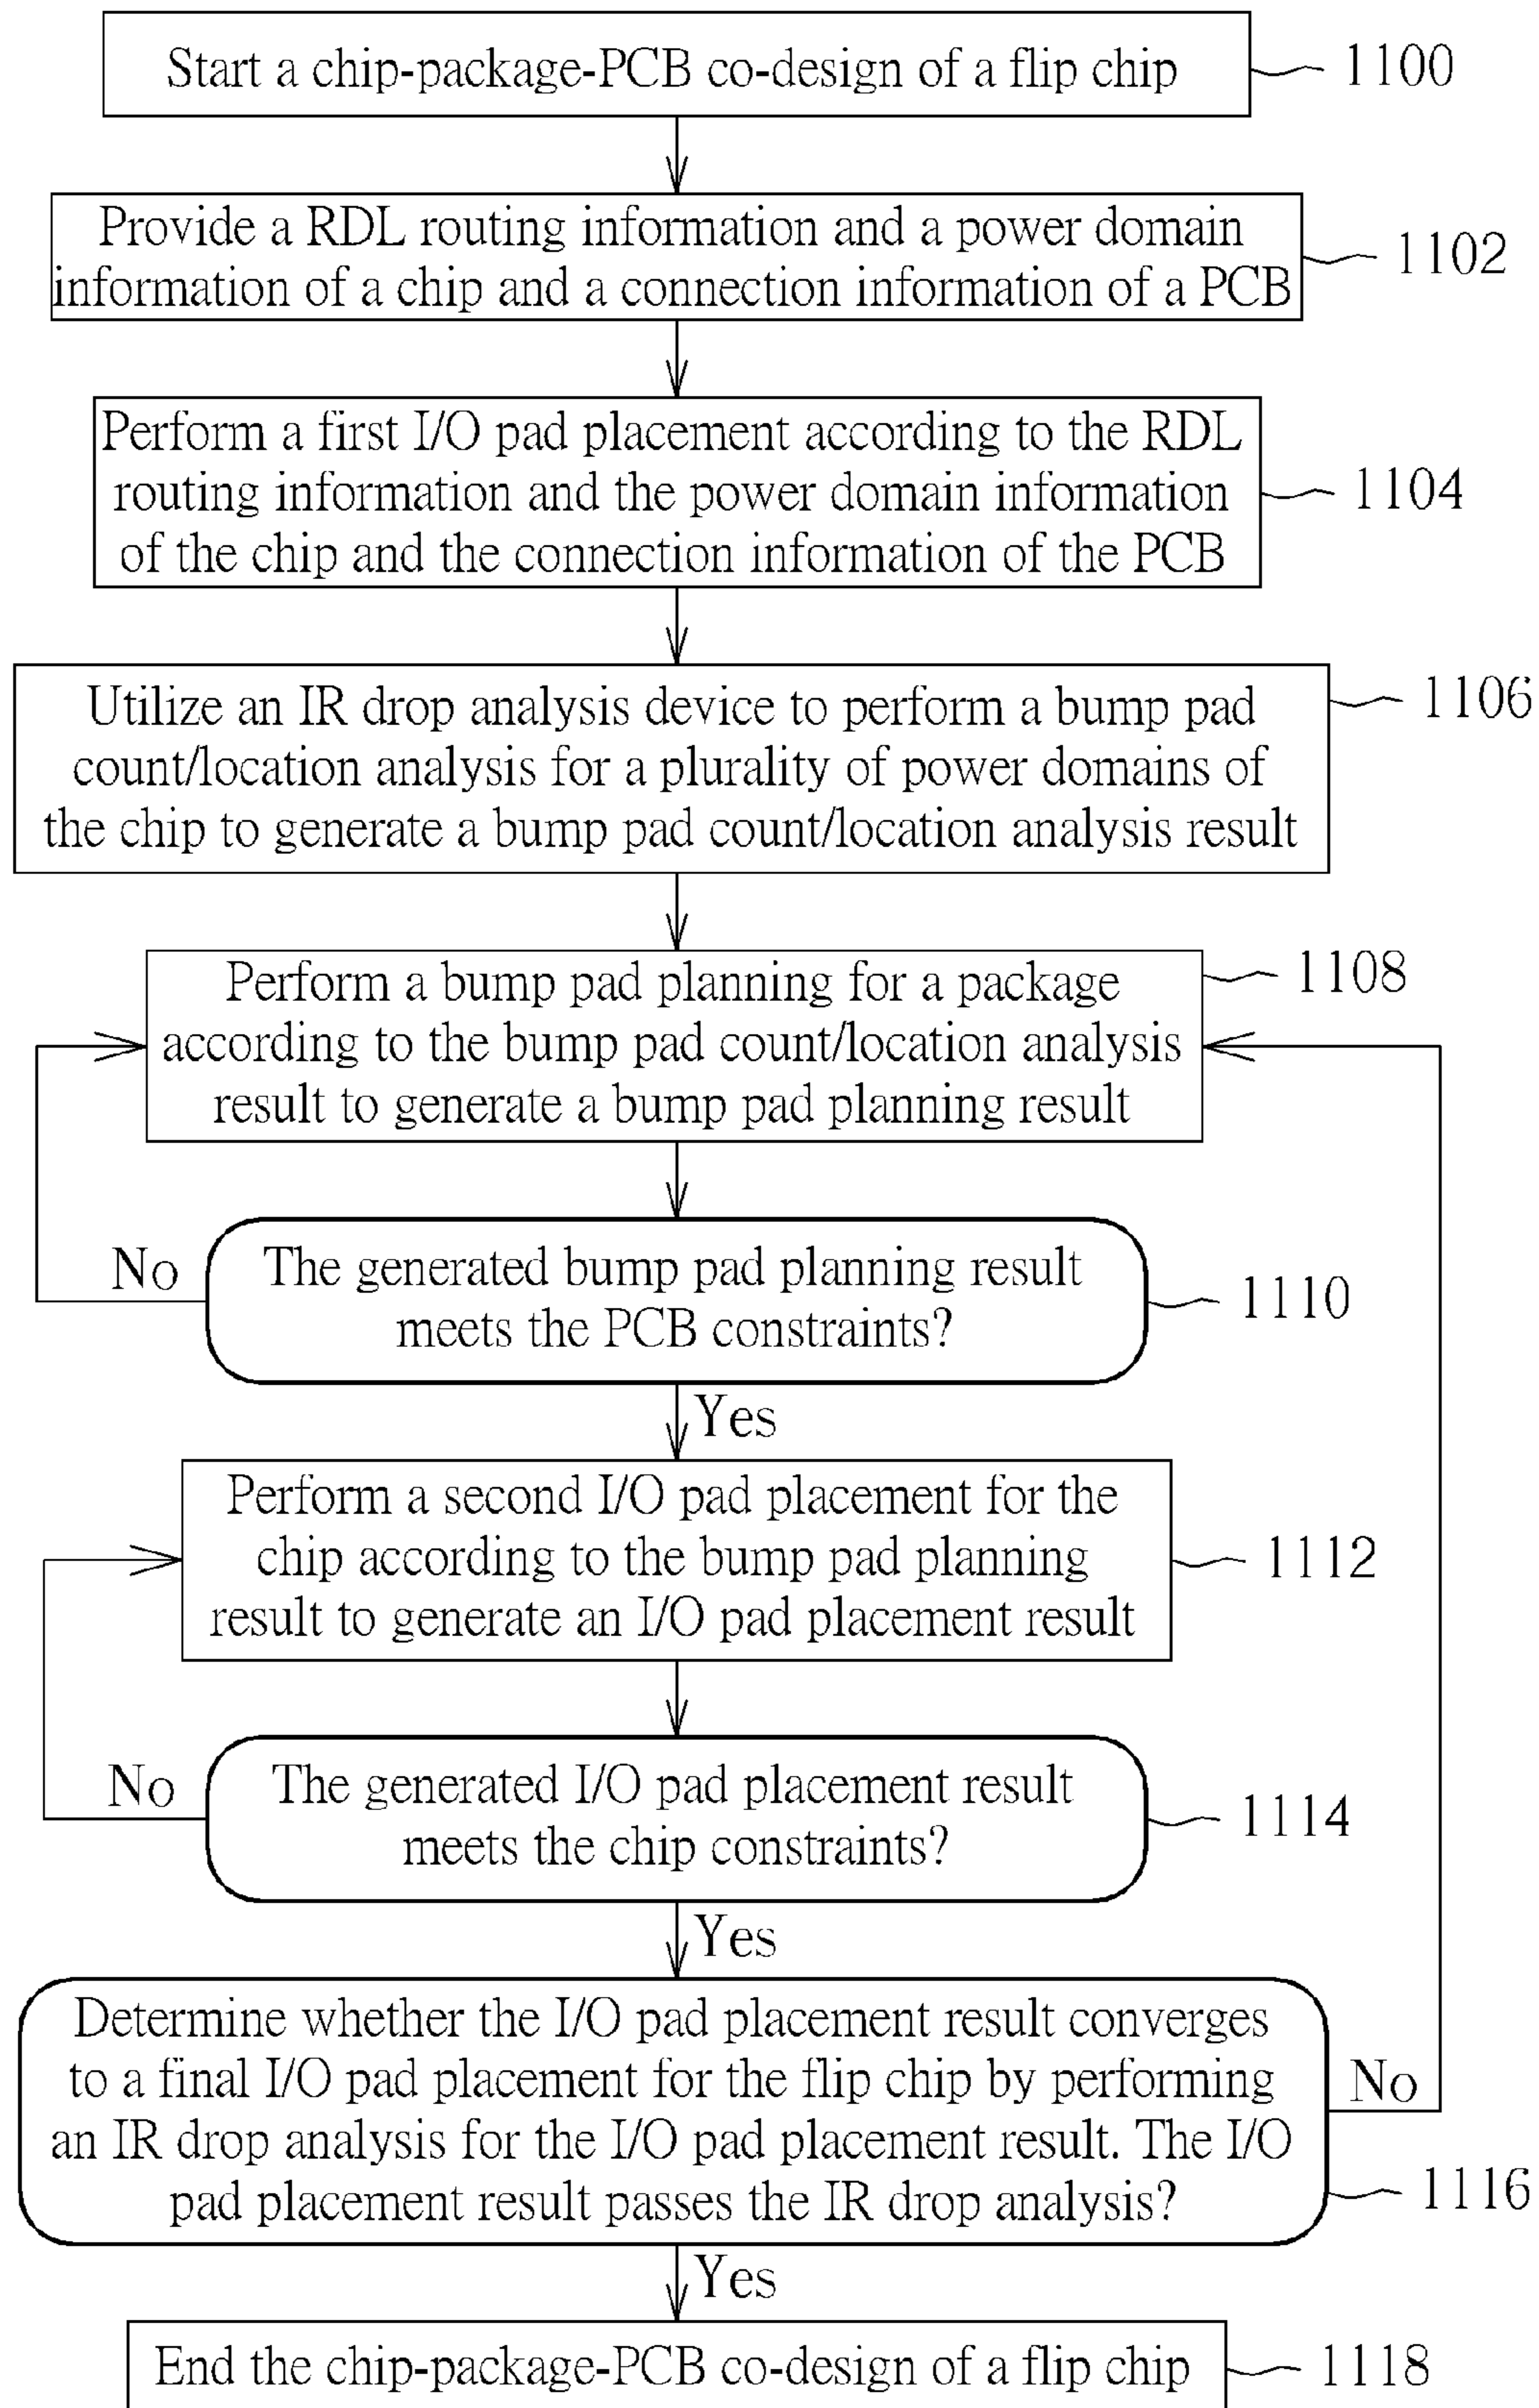 Start a chip-package-PCB co-design of a flip chip
1100
Provide a RDL routing information and a power domain
information of a chip and a connection information of a PCB
1102
Perform a first I/O pad placement according to the RDL
routing information and the power domain information
of the chip and the connection information of the PCB
1104
Utilize an IR drop analysis device to perform a bump pad
count/location analysis for a plurality of power domains of
the chip to generate a bump pad count/location analysis result
1106
Perform a bump pad planning for a package
according to the bump pad count/location analysis
result to generate a bump pad planning result
1108
The generated bump pad planning result
meets the PCB constraints?
1110
No
Yes
Perform a second I/O pad placement for the
chip according to the bump pad planning
result to generate an I/O pad placement result
1112
The generated I/O pad placement result
meets the chip constraints?
1114
No
Yes
Determine whether the I/O pad placement result converges
to a final I/O pad placement for the flip chip by performing
an IR drop analysis for the I/O pad placement result. The I/O
pad placement result passes the IR drop analysis?
No
1116
Yes
End the chip-package-PCB co-design of a flip chip
1118